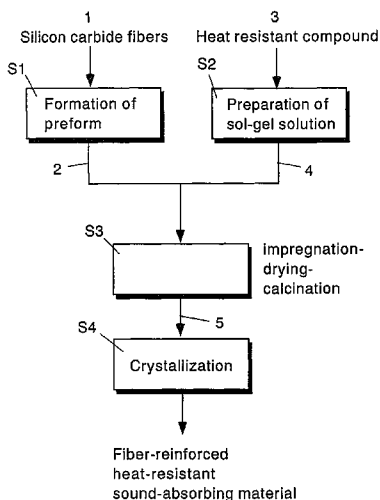 1
Silicon carbide fibers
3
Heat resistant compound
S1
Formation of
preform
S2
Preparation of
sol-gel solution
2
4
S3
impregnation-
drying-
calcination
5
S4
Crystallization
Fiber-reinforced
heat-resistant
sound-absorbing material